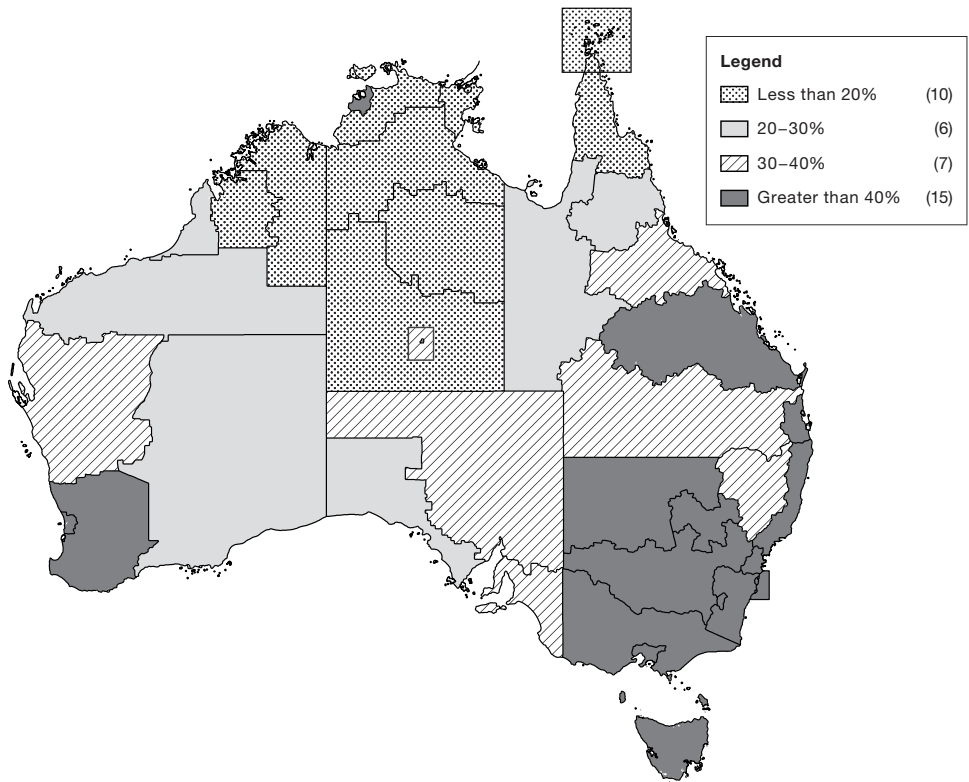 Legend
Less than 20% (10)
20–30% (6)
30–40% (7)
Greater than 40% (15)